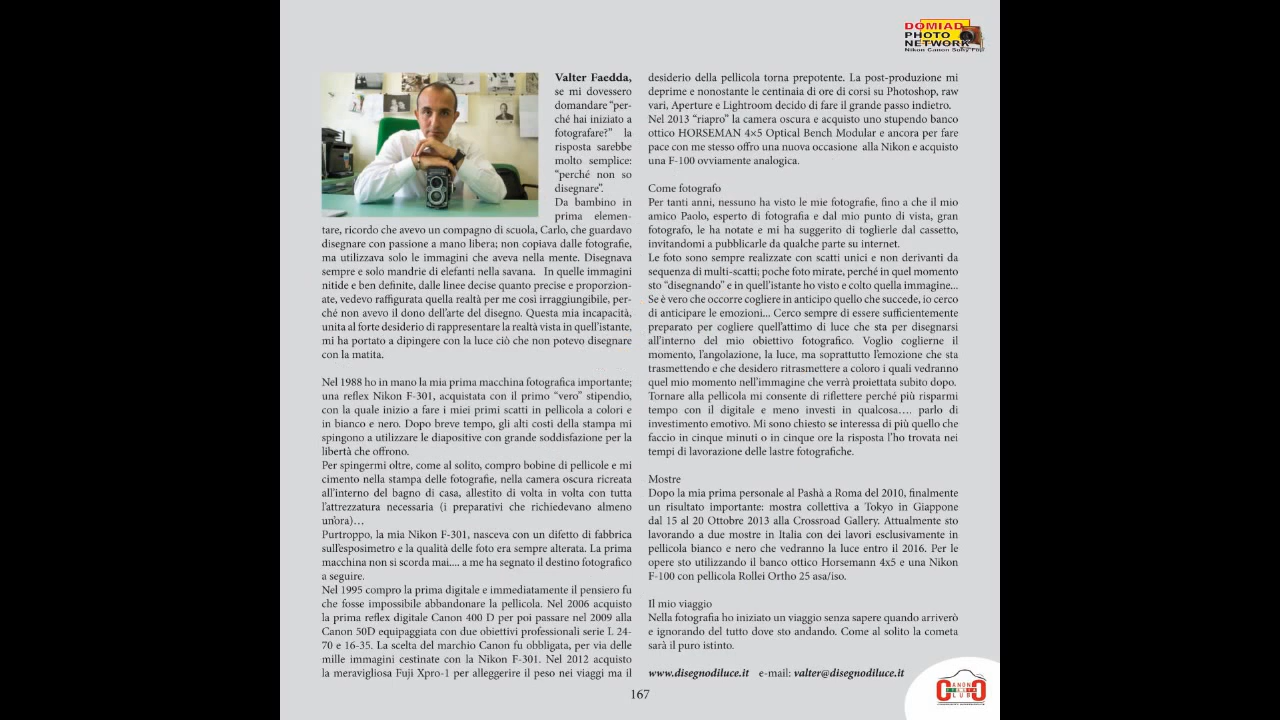 DOMIAD
PHOTO
NETWORK
Nikon Canon Sony Fuji
Valter Faedda,
se mi dovessero
domandare “per-
ché hai iniziato a
fotografare?” la
risposta sarebbe
molto semplice:
“perché non so
disegnare”.
Da bambino in
prima elemen-
tare, ricordo che avevo un compagno di scuola, Carlo, che guardavo
disegnare con passione a mano libera; non copiava dalle fotografie,
ma utilizzava solo le immagini che aveva nella mente. Disegnava
sempre e solo mandrie di elefanti nella savana. In quelle immagini
nitide e ben definite, dalle linee decise quanto precise e proporzion-
ate, vedevo raffigurata quella realtà per me così irraggiungibile, per-
ché non avevo il dono dell’arte del disegno. Questa mia incapacità,
unita al forte desiderio di rappresentare la realtà vista in quell’istante,
mi ha portato a dipingere con la luce ciò che non potevo disegnare
con la matita.
Nel 1988 ho in mano la mia prima macchina fotografica importante;
una reflex Nikon F-301, acquistata con il primo “vero” stipendio,
con la quale inizio a fare i miei primi scatti in pellicola a colori e
in bianco e nero. Dopo breve tempo, gli alti costi della stampa mi
spingono a utilizzare le diapositive con grande soddisfazione per la
libertà che offrono.
Per spingermi oltre, come al solito, compro bobine di pellicole e mi
cimento nella stampa delle fotografie, nella camera oscura ricreata
all’interno del bagno di casa, allestito di volta in volta con tutta
l’attrezzatura necessaria (i preparativi che richiedevano almeno
un’ora)…
Purtroppo, la mia Nikon F-301, nasceva con un difetto di fabbrica
sull’esposimetro e la qualità delle foto era sempre alterata. La prima
macchina non si scorda mai.... a me ha segnato il destino fotografico
a seguire.
Nel 1995 compro la prima digitale e immediatamente il pensiero fu
che fosse impossibile abbandonare la pellicola. Nel 2006 acquisto
la prima reflex digitale Canon 400 D per poi passare nel 2009 alla
Canon 50D equipaggiata con due obiettivi professionali serie L 24-
70 e 16-35. La scelta del marchio Canon fu obbligata, per via delle
mille immagini cestinate con la Nikon F-301. Nel 2012 acquisto
la meravigliosa Fuji Xpro-1 per alleggerire il peso nei viaggi ma il
desiderio della pellicola torna prepotente. La post-produzione mi
deprime e nonostante le centinaia di ore di corsi su Photoshop, raw
vari, Aperture e Lightroom decido di fare il grande passo indietro.
Nel 2013 “riapro” la camera oscura e acquisto uno stupendo banco
ottico HORSEMAN 4×5 Optical Bench Modular e ancora per fare
pace con me stesso offro una nuova occasione alla Nikon e acquisto
una F-100 ovviamente analogica.
Come fotografo
Per tanti anni, nessuno ha visto le mie fotografie, fino a che il mio
amico Paolo, esperto di fotografia e dal mio punto di vista, gran
fotografo, le ha notate e mi ha suggerito di toglierle dal cassetto,
invitandomi a pubblicarle da qualche parte su internet.
Le foto sono sempre realizzate con scatti unici e non derivanti da
sequenza di multi-scatti; poche foto mirate, perché in quel momento
sto “disegnando” e in quell’istante ho visto e colto quella immagine...
Se è vero che occorre cogliere in anticipo quello che succede, io cerco
di anticipare le emozioni... Cerco sempre di essere sufficientemente
preparato per cogliere quell’attimo di luce che sta per disegnarsi
all’interno del mio obiettivo fotografico. Voglio coglierne il
momento, l’angolazione, la luce, ma soprattutto l’emozione che sta
trasmettendo e che desidero ritrasmettere a coloro i quali vedranno
quel mio momento nell’immagine che verrà proiettata subito dopo.
Tornare alla pellicola mi consente di riflettere perché più risparmi
tempo con il digitale e meno investi in qualcosa…. parlo di
investimento emotivo. Mi sono chiesto se interessa di più quello che
faccio in cinque minuti o in cinque ore la risposta l’ho trovata nei
tempi di lavorazione delle lastre fotografiche.
Mostre
Dopo la mia prima personale al Pashà a Roma del 2010, finalmente
un risultato importante: mostra collettiva a Tokyo in Giappone
dal 15 al 20 Ottobre 2013 alla Crossroad Gallery. Attualmente sto
lavorando a due mostre in Italia con dei lavori esclusivamente in
pellicola bianco e nero che vedranno la luce entro il 2016. Per le
opere sto utilizzando il banco ottico Horsemann 4x5 e una Nikon
F-100 con pellicola Rollei Ortho 25 asa/iso.
Il mio viaggio
Nella fotografia ho iniziato un viaggio senza sapere quando arriverò
e ignorando del tutto dove sto andando. Come al solito la cometa
sarà il puro istinto.
www.disegnodiluce.it e-mail: valter@disegnodiluce.it
167